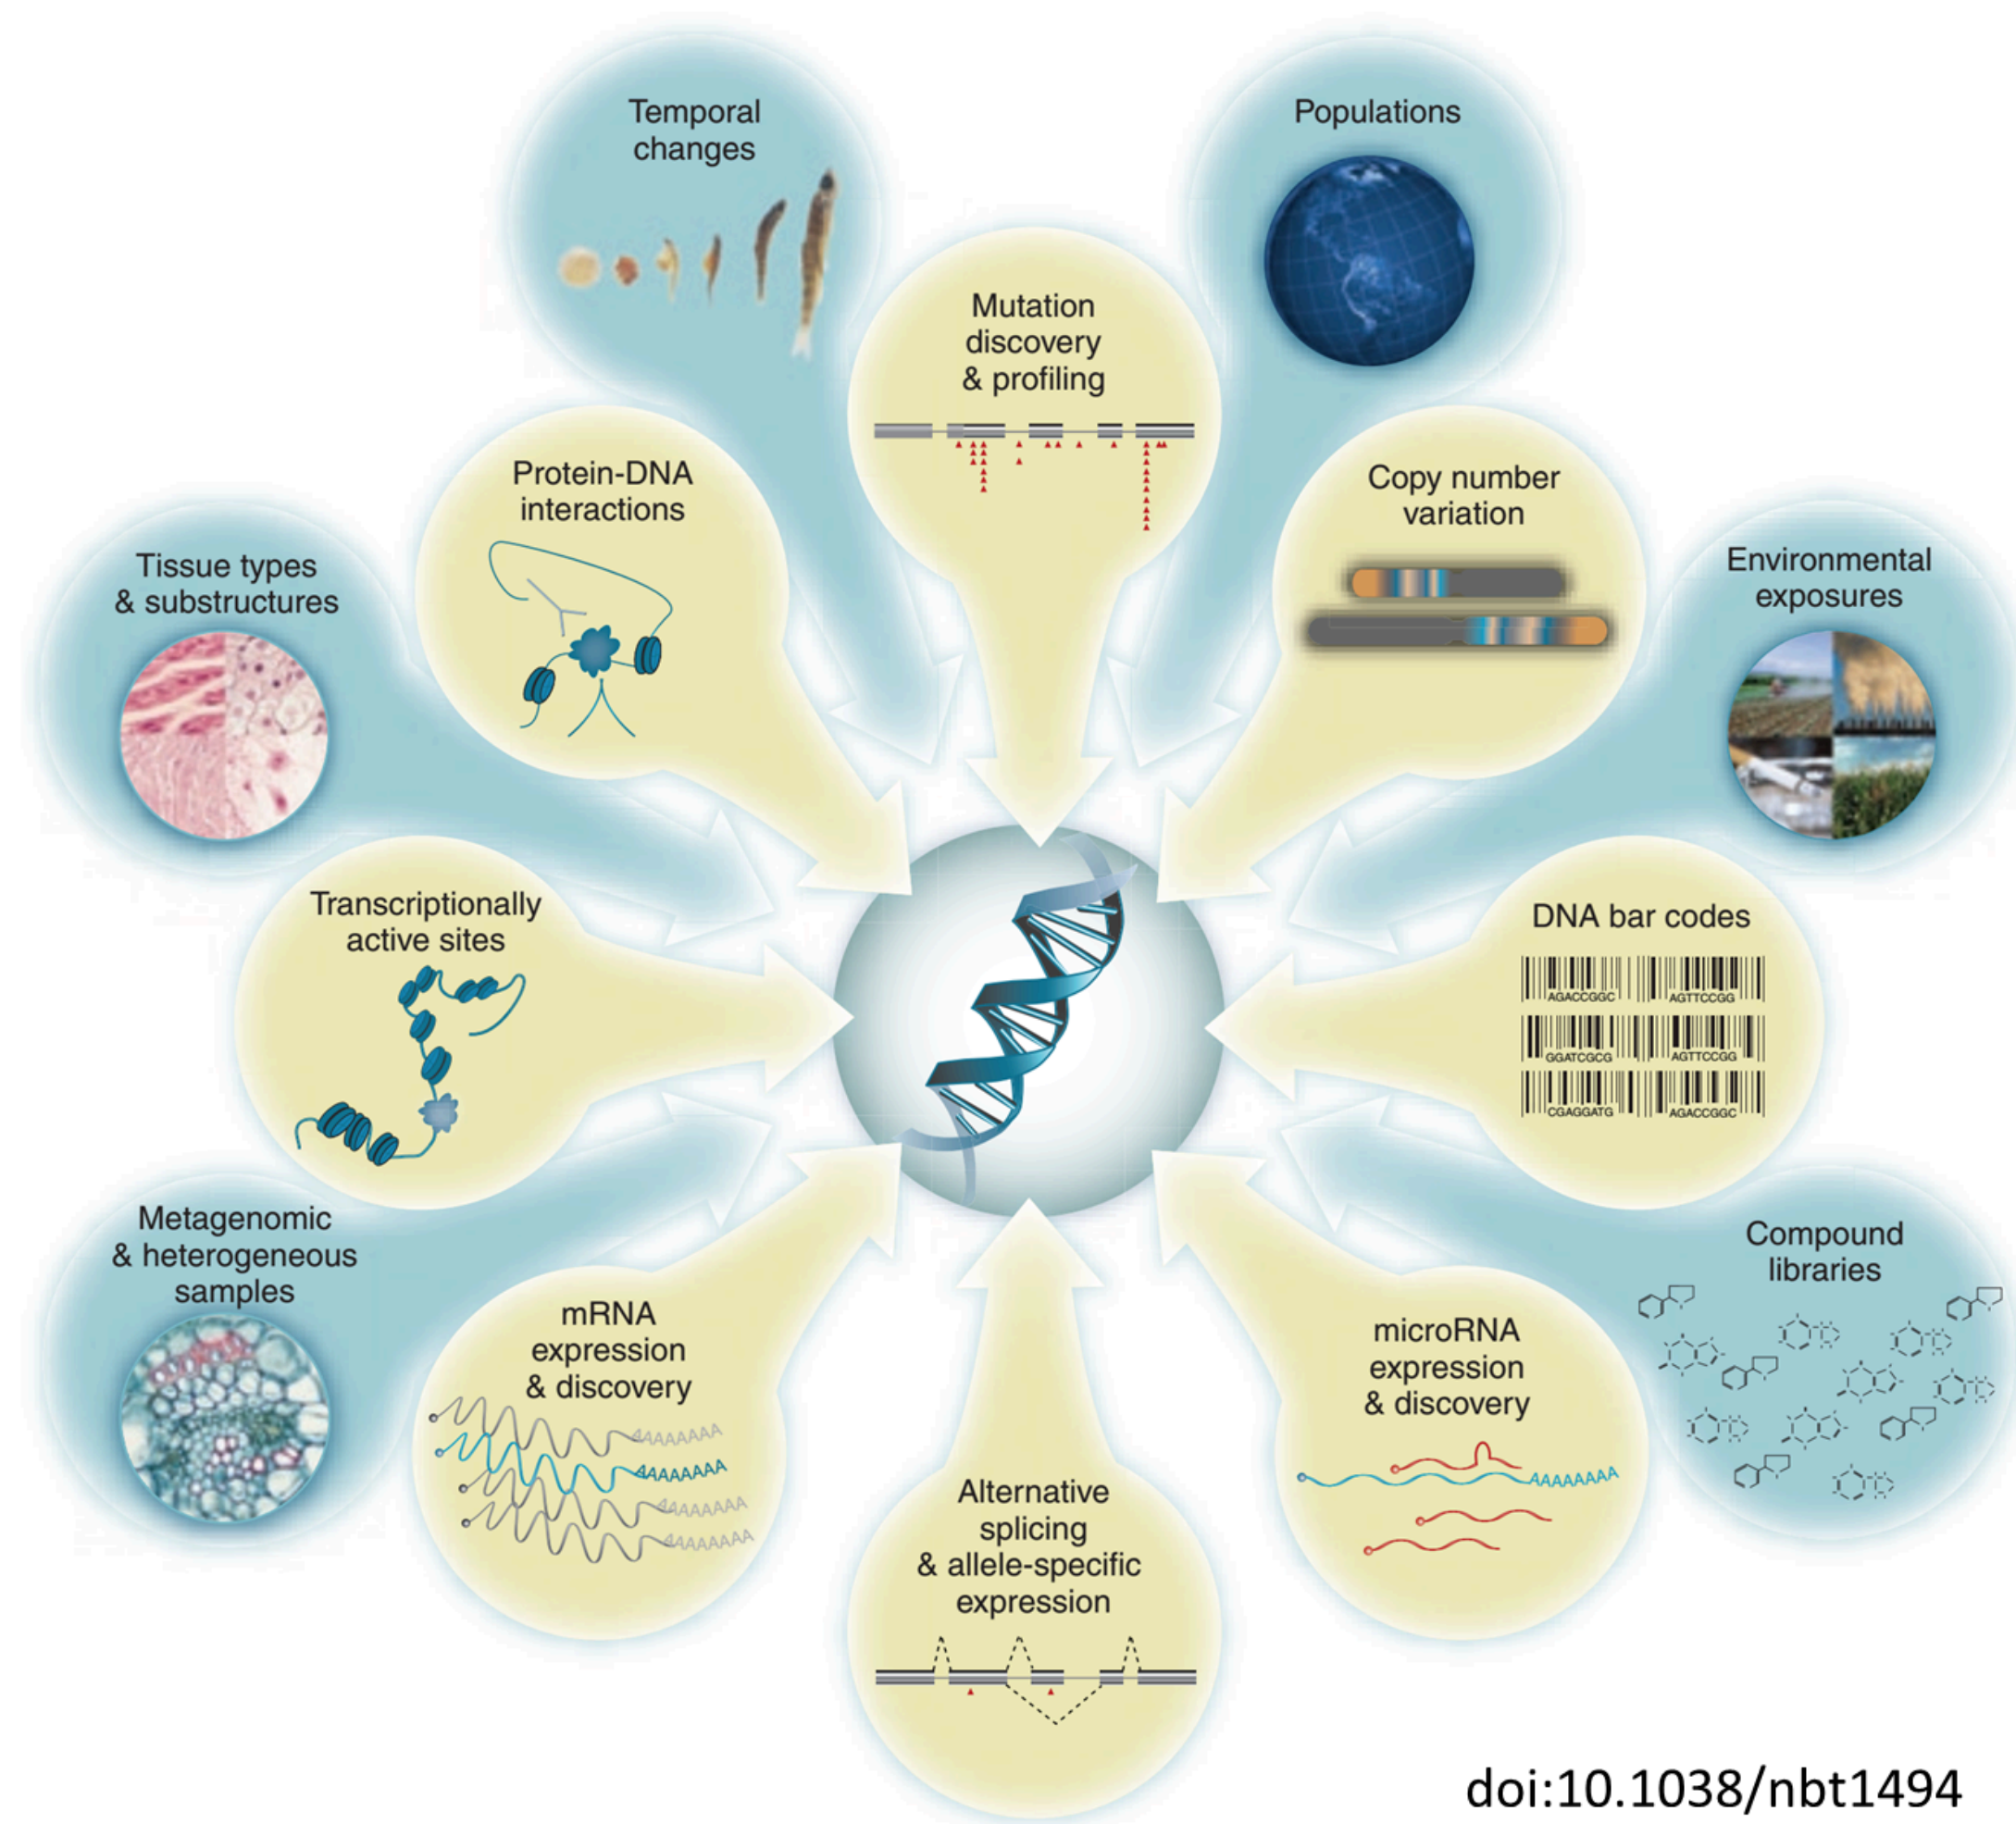 Temporal
changes
Populations
Mutation
discovery
& profiling
Protein-DNA
interactions
Copy number
variation
Tissue types
& substructures
Environmental
exposures
Transcriptionally
active sites
DNA bar codes
AGACCGGC
AGTTCCGG
GGATCGCG
AGTTCCGG
CGAGGATG
AGACCGGC
Metagenomic
& heterogeneous
samples
Compound
libraries
mRNA
expression
& discovery
AAAAAAAA
AAAAAAAA
AAAAAAAA
AAAAAAAA
microRNA
expression
& discovery
AAAAAAAA
Alternative
splicing
& allele-specific
expression
doi:10.1038/nbt1494